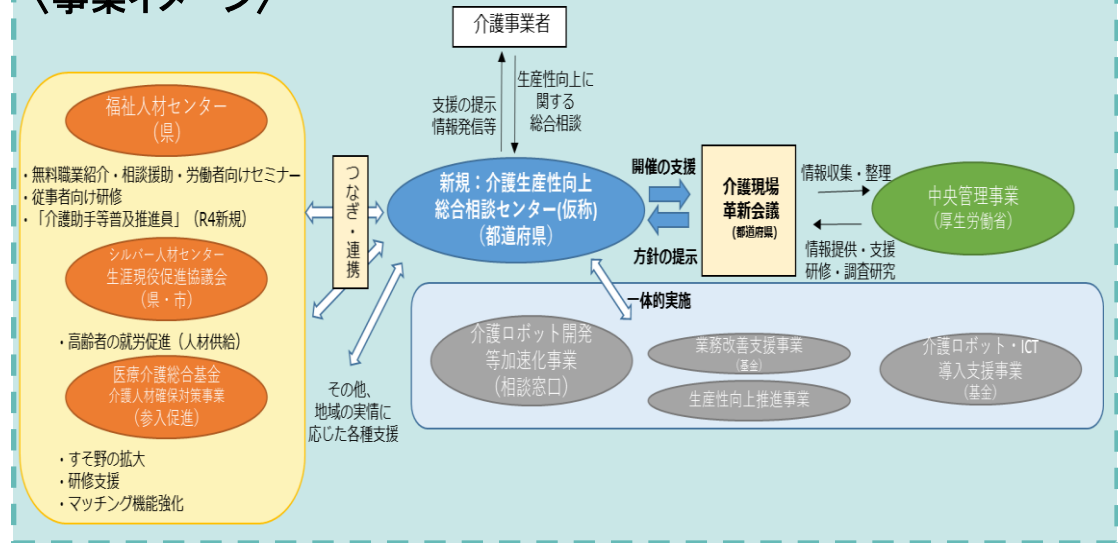 〈事業イメージ〉
介護事業者
支援の提示
情報発信等
生産性向上に
関する
総合相談
福祉人材センター
（県）
・無料職業紹介・相談援助・労働者向けセミナー
・従事者向け研修
・「介護助手等普及推進員」（R4新規）
シルバー人材センター
生涯現役促進協議会
（県・市）
・高齢者の就労促進（人材供給）
医療介護総合基金
介護人材確保対策事業
（参入促進）
・すそ野の拡大
・研修支援
・マッチング機能強化
つなぎ・連携
新規：介護生産性向上
総合相談センター(仮称)
（都道府県）
開催の支援
方針の提示
介護現場
革新会議
(都道府県)
情報収集・整理
情報提供・支援
研修・調査研究
中央管理事業
（厚生労働省）
その他、
地域の実情に
応じた各種支援
一体的実施
介護ロボット開発
等加速化事業
（相談窓口）
業務改善支援事業
（基金）
生産性向上推進事業
介護ロボット・ICT
導入支援事業
（基金）